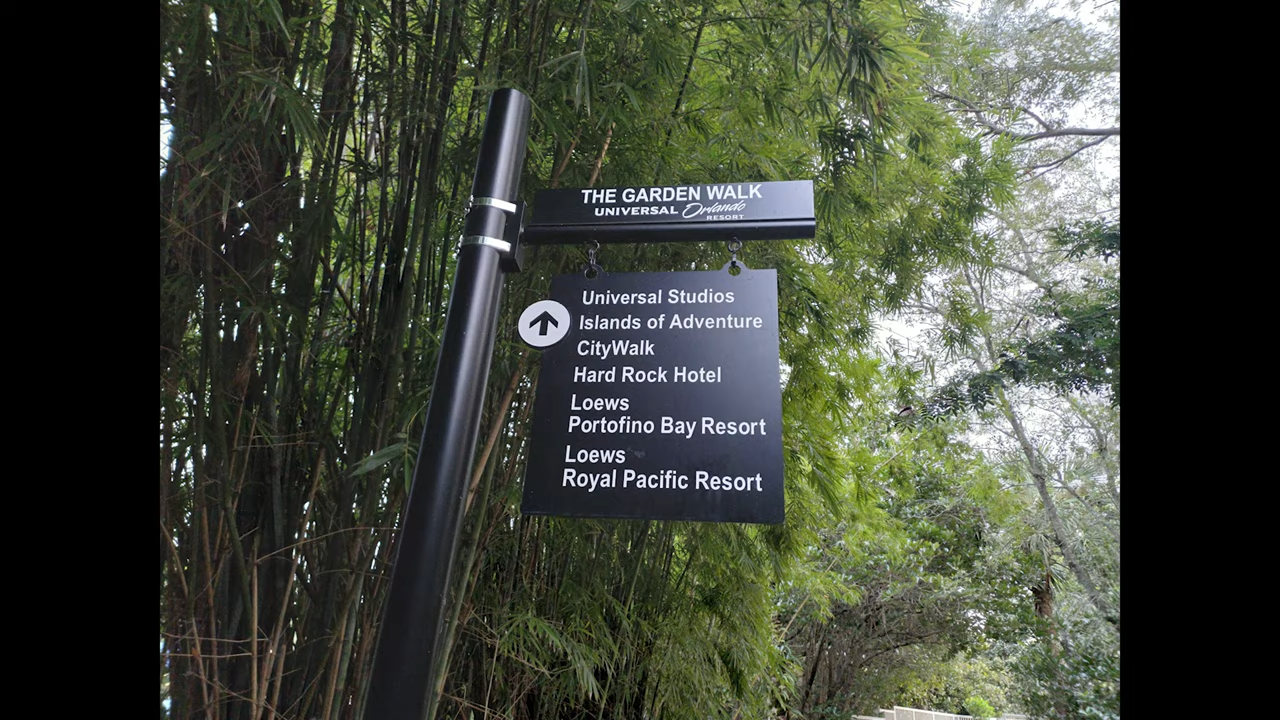 THE GARDEN WALK
UNIVERSAL Orlando
RESORT
Universal Studios
Islands of Adventure
CityWalk
Hard Rock Hotel
Loews
Portofino Bay Resort
Loews
Royal Pacific Resort